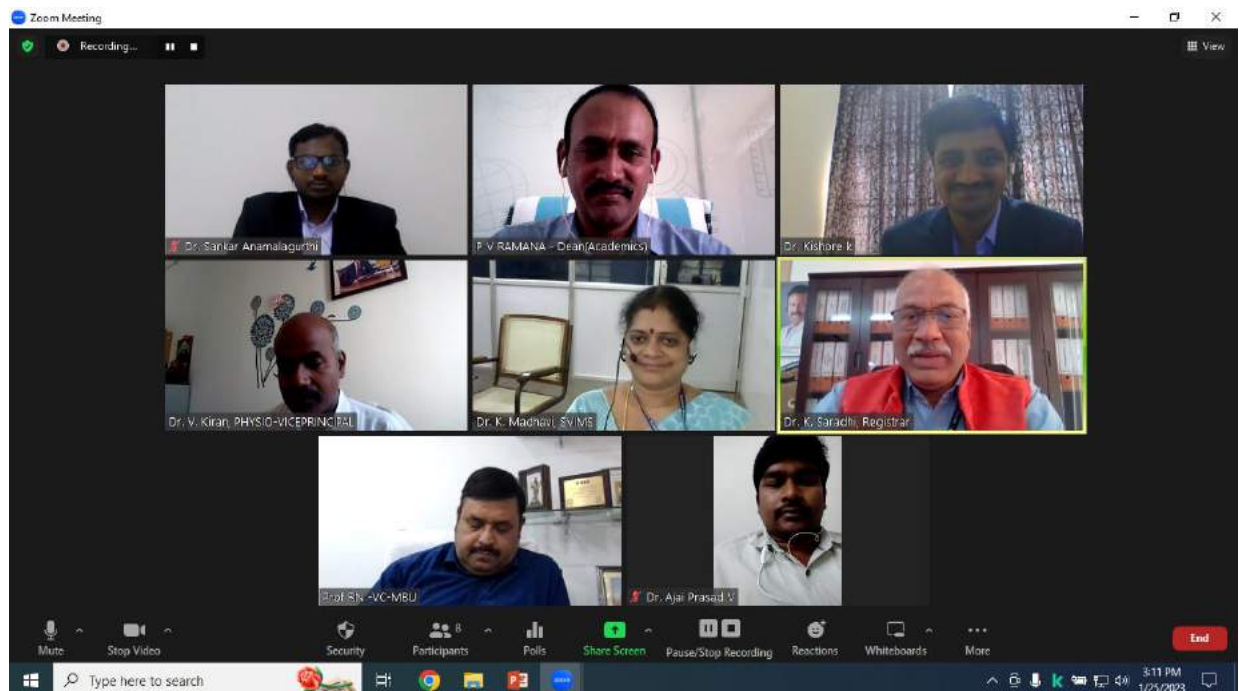 Zoom Meeting
Recording...
View
Dr. Sankar Anamalagurthi
P V RAMANA - Dean(Academics)
Dr. Kishore k
Dr. V. Kiran, PHYSIO-VICEPRINCIPAL
Dr. K. Madhavi, SVIMS
Dr. K. Saradhi, Registrar
-VC-MBU
Dr. Ajai Prasad V
Mute
Stop Video
Security
8
Participants
Polls
Share Screen
Pause/Stop Recording
Reactions
Whiteboards
More
End
Type here to search
3:11 PM
1/25/2023